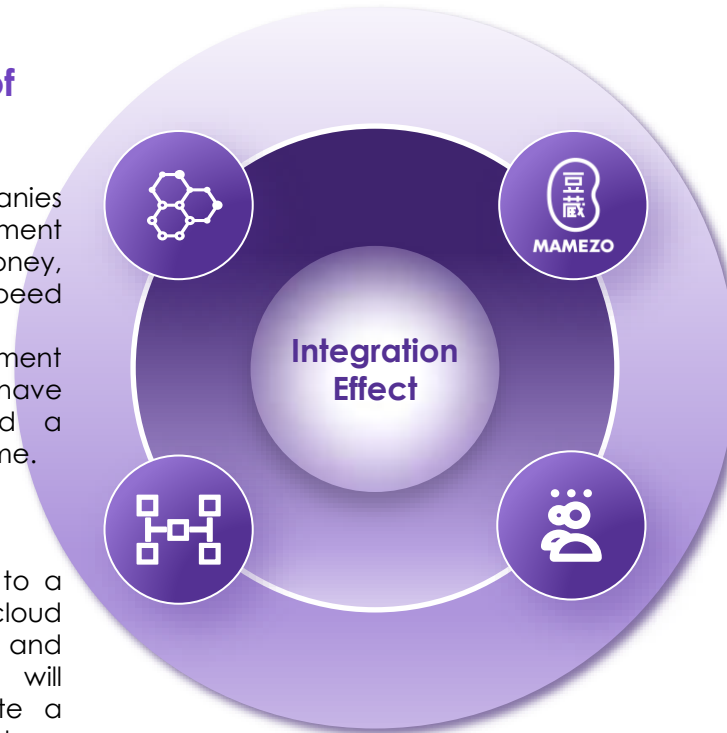 of
anies
ment
oney,
peed
ment
have
d a
me.
to a
cloud
and
will
te a
豆
蔵
MAMEZO
Integration
Effect